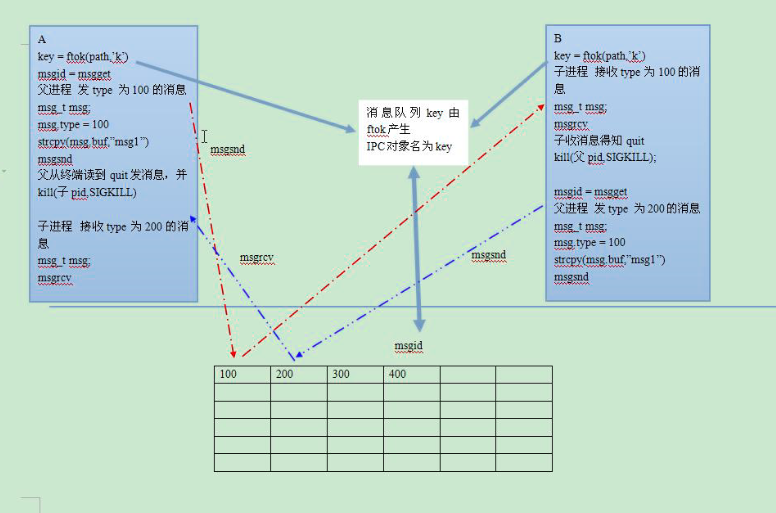 A
key = ftok(path,'k')
msgid = msgget
父进程 发 type 为 100 的消息
msg_t msg;
msg.type = 100
strcpy(msg.buf,"msg1")
msgsnd
父从终端读到 quit 发消息，并
kill(子 pid,SIGKILL)
子进程 接收 type 为 200 的消
息
msg_t msg;
msgrcv
消息队列 key 由
ftok 产生
IPC对象名为 key
B
key = ftok(path,'k')
子进程 接收 type 为 100 的消
息
msg_t msg;
msgrcv
子收消息得知 quit
kill(父 pid,SIGKILL);
msgid = msgget
父进程 发 type 为 200 的消息
msg_t msg;
msg.type = 100
strcpy(msg.buf,"msg1")
msgsnd
msgsnd
msgrcv
msgsnd
msgid
100 200 300 400